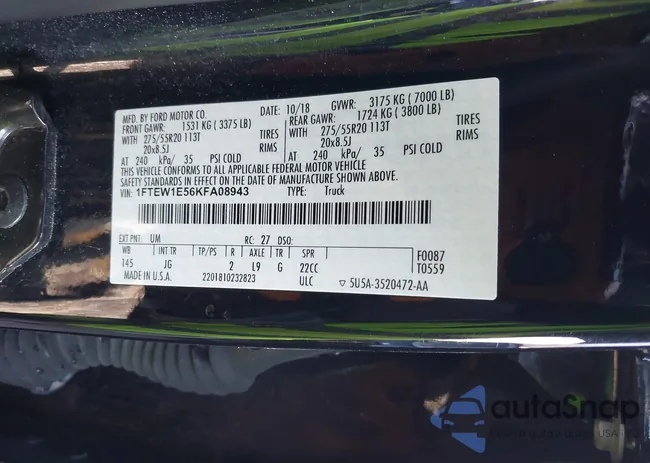 MFD. BY FORD MOTOR CO. DATE: 10/18 GVWR: 3175 KG ( 7000 LB)
FRONT GAWR: 1531 KG ( 3375 LB) REAR GAWR: 1724 KG ( 3800 LB)
WITH 275/55R20 113T TIRES WITH 275/55R20 113T TIRES
20x8.5J RIMS 20x8.5J RIMS
AT 240 kPa/ 35 PSI COLD AT 240 kPa/ 35 PSI COLD
THIS VEHICLE CONFORMS TO ALL APPLICABLE FEDERAL MOTOR VEHICLE
SAFETY STANDARDS IN EFFECT ON THE DATE OF MANUFACTURE SHOWN ABOVE.
VIN: 1FTEW1E56KFA08943 TYPE: Truck
EXT PNT: UM RC: 27 DSO: F0087
WB INT TR TP/PS R AXLE TR SPR T0559
145 JG 2 L9 G 22CC
MADE IN U.S.A. 2201810232823 ULC 5U5A-3520472-AA
autoSnap